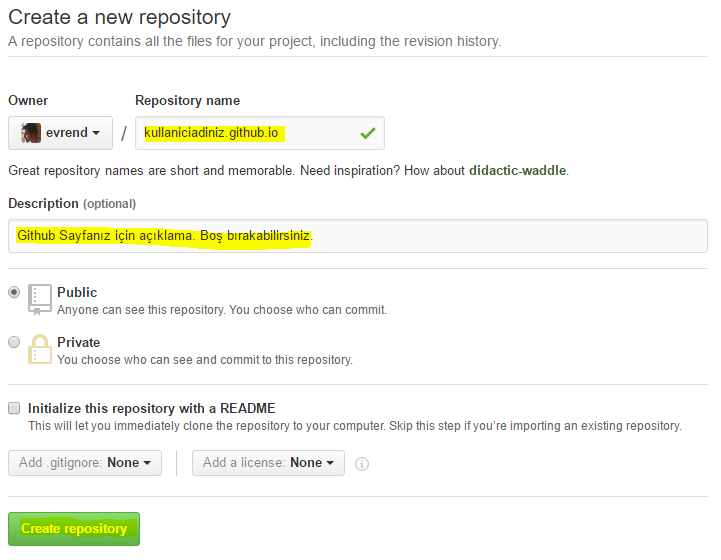 Create a new repository
A repository contains all the files for your project, including the revision history.
Owner Repository name
evrend / kullaniciadiniz.github.io
Great repository names are short and memorable. Need inspiration? How about didactic-waddle.
Description (optional)
Github Sayfanız için açıklama. Boş bırakabilirsiniz.
Public
Anyone can see this repository. You choose who can commit.
Private
You choose who can see and commit to this repository.
Initialize this repository with a README
This will let you immediately clone the repository to your computer. Skip this step if you’re importing an existing repository.
Add .gitignore: None Add a license: None
Create repository